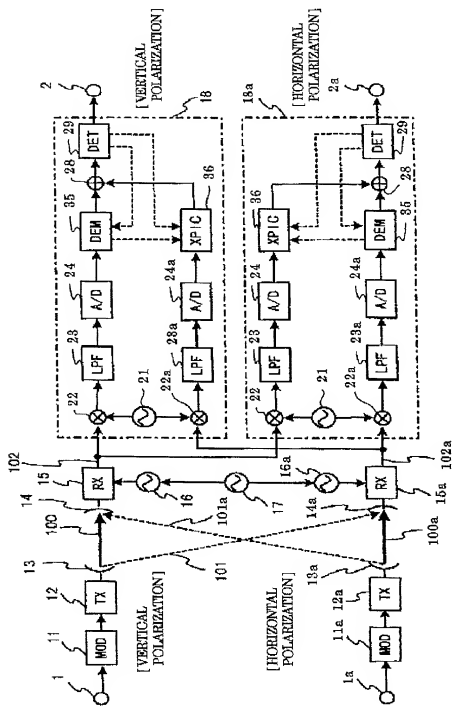 [VERTICAL
POLARIZATION]
18
2
29
DET
28
35
DEM
36
XPIC
24
A/D
24a
A/D
23
LPF
23a
LPF
22
21
22a
102
15
RX
14
16
100
101a
13
12
TX
11
MOD
1
101
[VERTICAL
POLARIZATION]
17
[HORIZONTAL
POLARIZATION]
18a
2a
36
XPIC
29
DET
28
35
DEM
24
A/D
24a
A/D
23
LPF
23a
LPF
22
21
22a
102a
16a
RX
15a
14a
100a
[HORIZONTAL
POLARIZATION]
13a
12a
TX
11a
MOD
1a